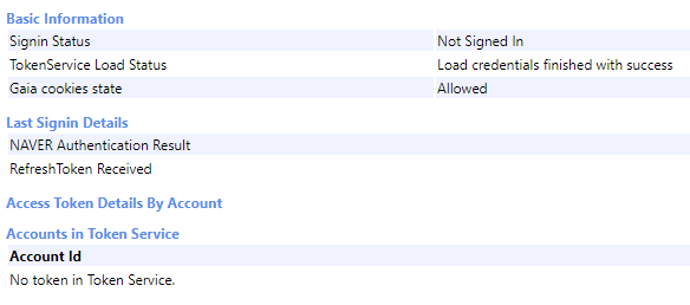 Basic Information
Signin Status Not Signed In
TokenService Load Status Load credentials finished with success
Gaia cookies state Allowed
Last Signin Details
NAVER Authentication Result
RefreshToken Received
Access Token Details By Account
Accounts in Token Service
Account Id
No token in Token Service.